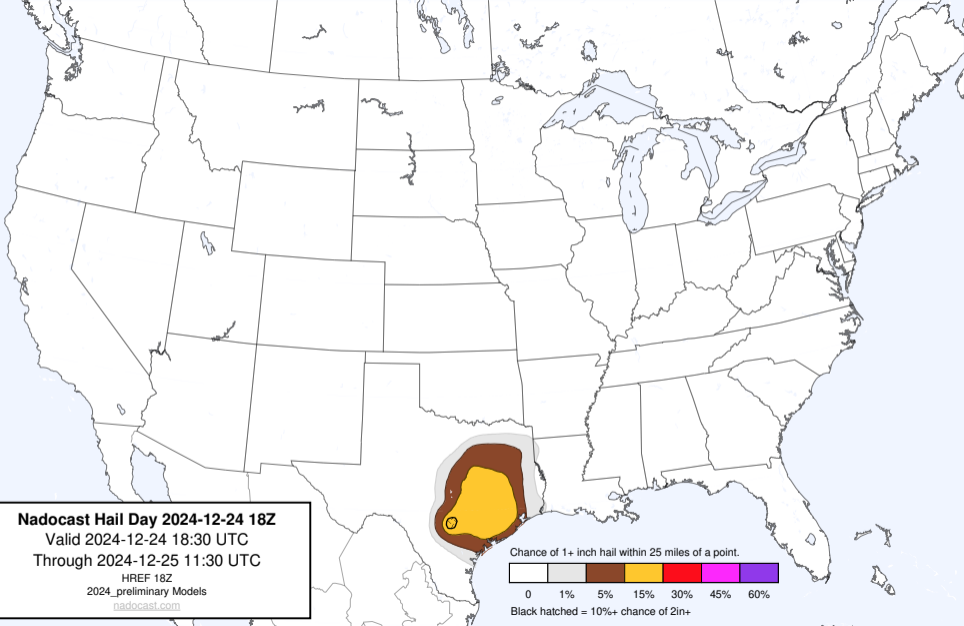 Nadocast Hail Day 2024-12-24 18Z
Valid 2024-12-24 18:30 UTC
Through 2024-12-25 11:30 UTC
HREF 18Z
2024_preliminary Models
nadocast.com
Chance of 1+ inch hail within 25 miles of a point.
0 1% 5% 15% 30% 45% 60%
Black hatched = 10%+ chance of 2in+